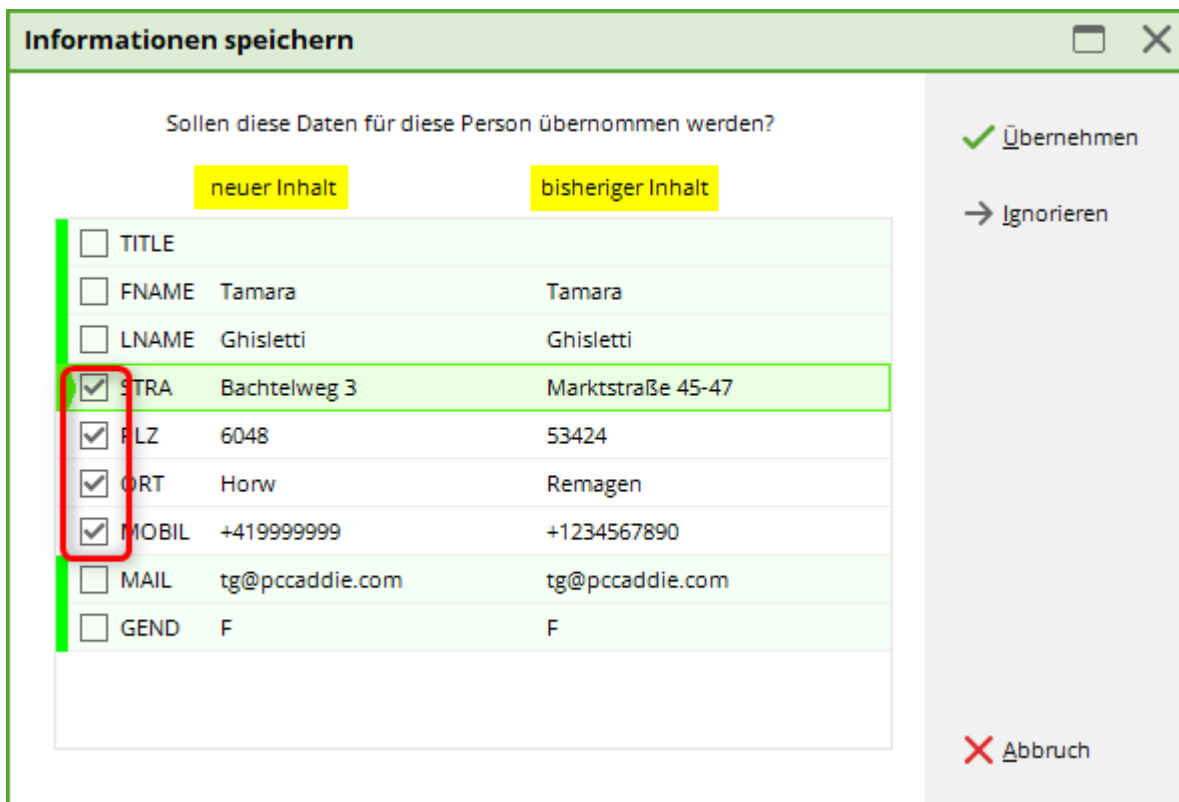 Informationen speichern
Sollen diese Daten für diese Person übernommen werden?
neuer Inhalt bisheriger Inhalt
TITLE
FNAME Tamara Tamara
LNAME Ghisletti Ghisletti
STRA Bachtelweg 3 Marktstraße 45-47
PLZ 6048 53424
ORT Horw Remagen
MOBIL +419999999 +1234567890
MAIL tg@pccaddie.com tg@pccaddie.com
GEND F F
Übernehmen
Ignorieren
Abbruch